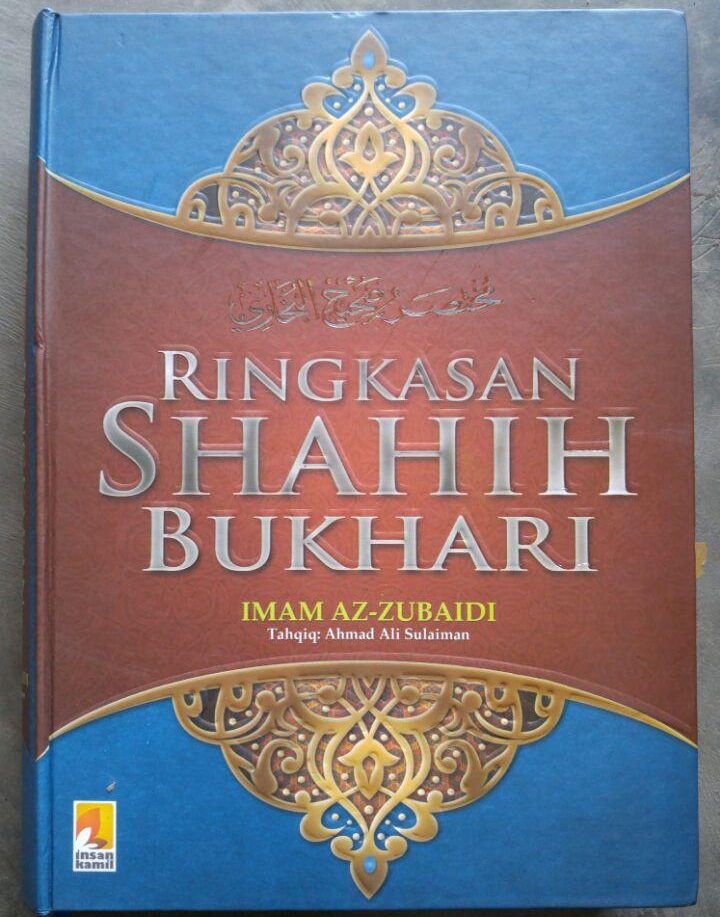 مختصر صحيح البخاري
RINGKASAN
SHAHIH
BUKHARI
IMAM AZ-ZUBAIDI
Tahqiq: Ahmad Ali Sulaiman
insan
kamil